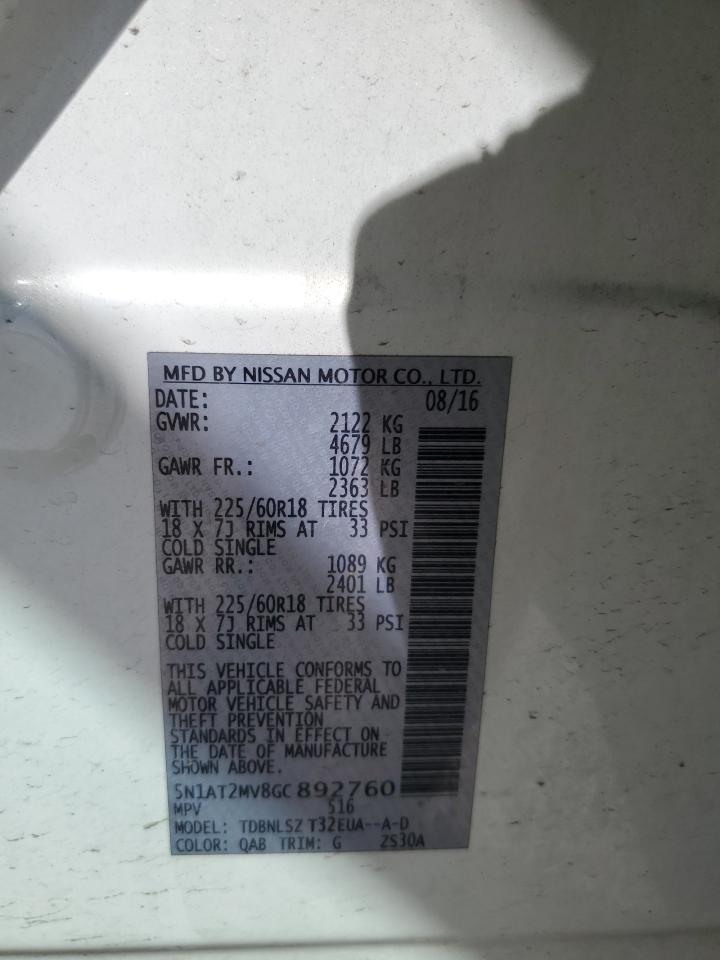 MFD BY NISSAN MOTOR CO., LTD.
DATE: 08/16
GVWR: 2122 KG
4679 LB
GAWR FR.: 1072 KG
2363 LB
WITH 225/60R18 TIRES
18 X 7J RIMS AT 33 PSI
COLD SINGLE
GAWR RR.: 1089 KG
2401 LB
WITH 225/60R18 TIRES
18 X 7J RIMS AT 33 PSI
COLD SINGLE
THIS VEHICLE CONFORMS TO
ALL APPLICABLE FEDERAL
MOTOR VEHICLE SAFETY AND
THEFT PREVENTION
STANDARDS IN EFFECT ON
THE DATE OF MANUFACTURE
SHOWN ABOVE.
5N1AT2MV8GC892760
MPV 516
MODEL: TDBNLSZ T32EUA--A-D
COLOR: QAB TRIM: G ZS30A